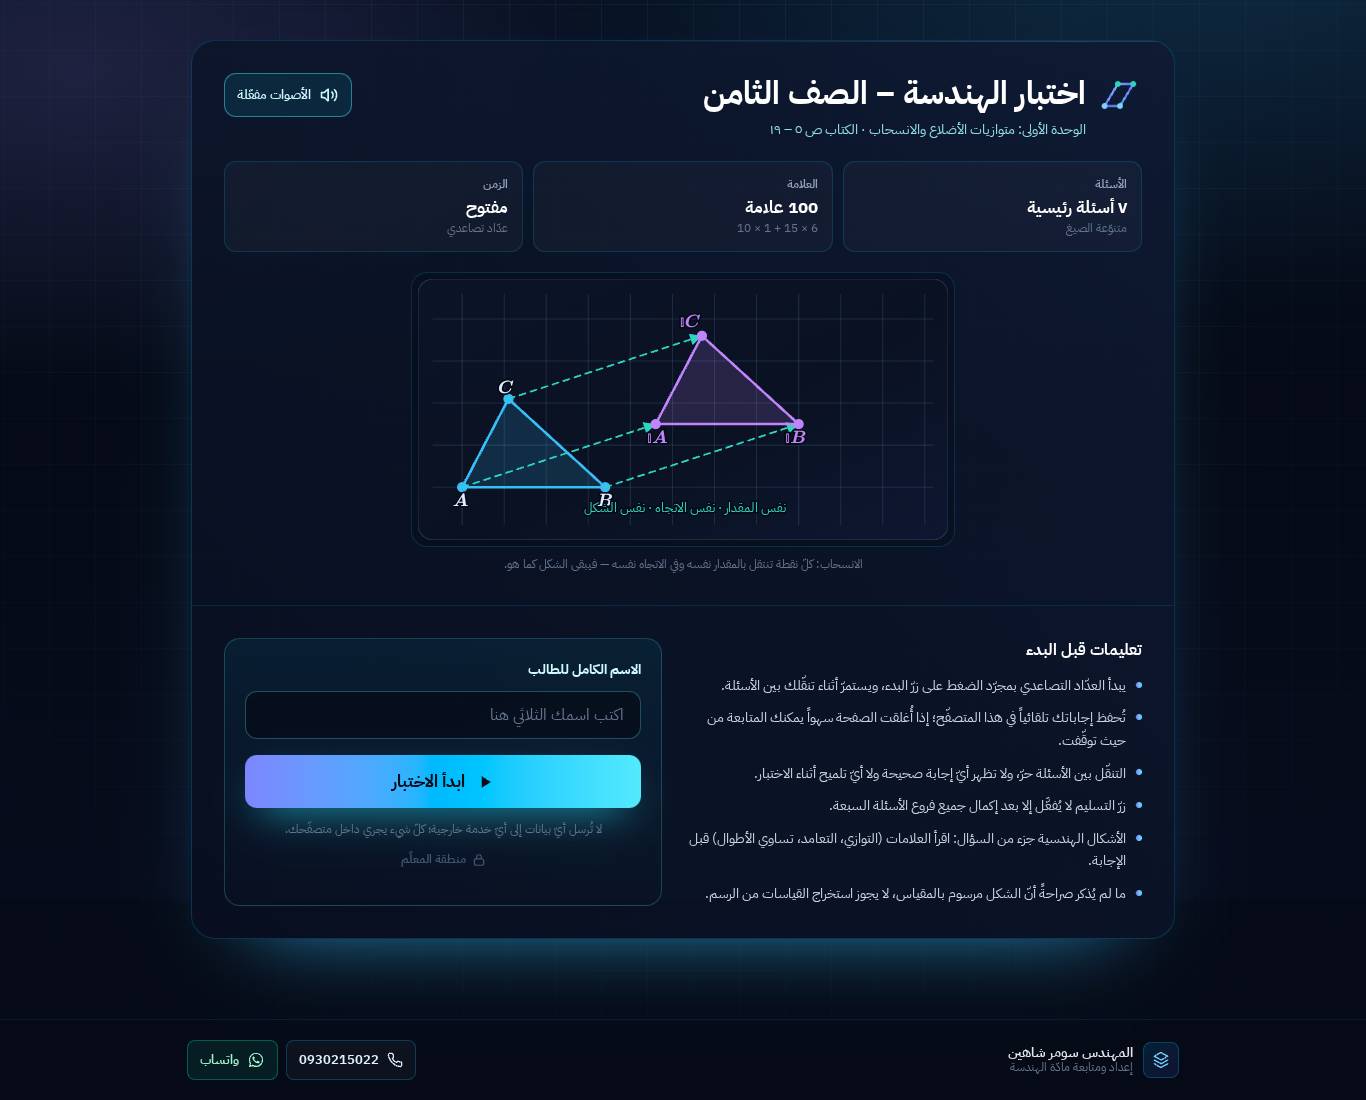 اختبار الهندسة – الصف الثامن
الوحدة الأولى: متوازيات الأضلاع والانسحاب · الكتاب ص ٥ – ١٩
الأصوات مفعّلة
الأسئلة
٧ أسئلة رئيسية
متنوّعة الصيغ
العلامة
100 علامة
6 × 15 + 1 × 10
الزمن
مفتوح
عدّاد تصاعدي
C
C
A
B
A
B
نفس المقدار · نفس الاتجاه · نفس الشكل
الانسحاب: كلّ نقطة تنتقل بالمقدار نفسه وفي الاتجاه نفسه — فيبقى الشكل كما هو.
تعليمات قبل البدء
يبدأ العدّاد التصاعدي بمجرّد الضغط على زرّ البدء، ويستمرّ أثناء تنقّلك بين الأسئلة.
تُحفظ إجاباتك تلقائياً في هذا المتصفّح؛ إذا أُغلقت الصفحة سهواً يمكنك المتابعة من
حيث توقّفت.
التنقّل بين الأسئلة حرّ، ولا تظهر أيّ إجابة صحيحة ولا أيّ تلميح أثناء الاختبار.
زرّ التسليم لا يُفعَّل إلا بعد إكمال جميع فروع الأسئلة السبعة.
الأشكال الهندسية جزء من السؤال: اقرأ العلامات (التوازي، التعامد، تساوي الأطوال) قبل
الإجابة.
ما لم يُذكر صراحةً أنّ الشكل مرسوم بالمقياس، لا يجوز استخراج القياسات من الرسم.
الاسم الكامل للطالب
اكتب اسمك الثلاثي هنا
ابدأ الاختبار
لا تُرسل أيّ بيانات إلى أيّ خدمة خارجية؛ كلّ شيء يجري داخل متصفّحك.
منطقة المعلّم
المهندس سومر شاهين
إعداد ومتابعة مادّة الهندسة
0930215022
واتساب